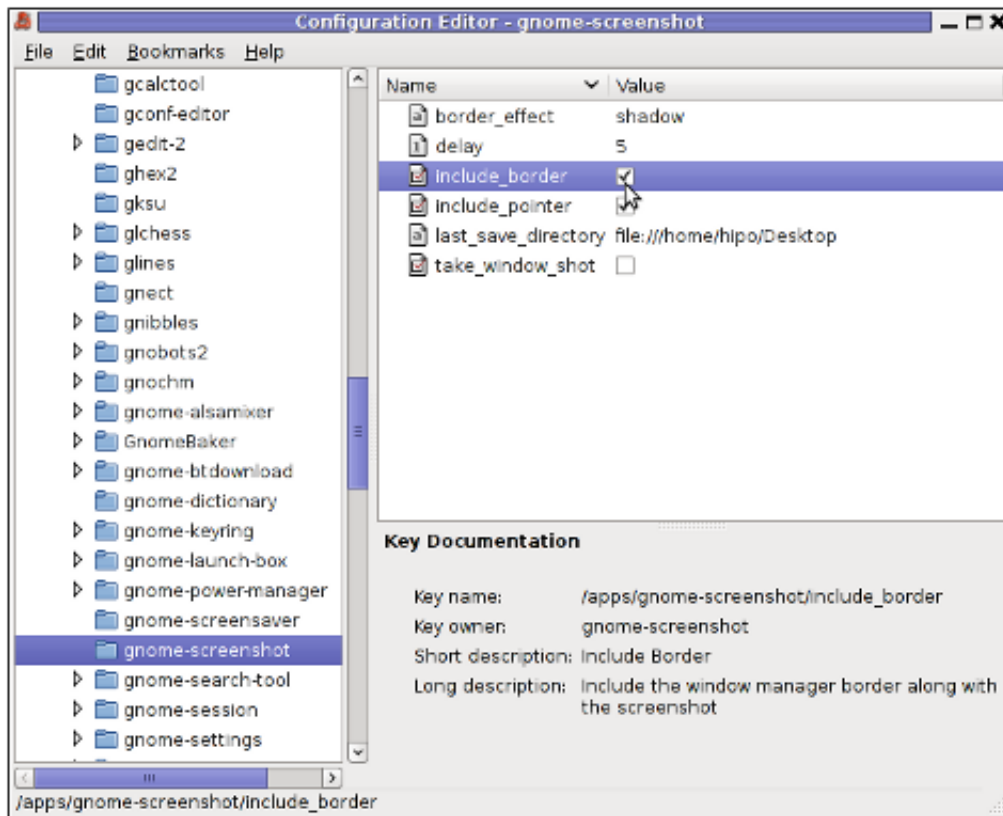 Configuration Editor - gnome-screenshot
File Edit Bookmarks Help
gcalctool
gconf-editor
gedit-2
ghex2
gksu
glchess
glines
gnect
gnibbles
gnobots2
gnochm
gnome-alsamixer
GnomeBaker
gnome-btdownload
gnome-dictionary
gnome-keyring
gnome-launch-box
gnome-power-manager
gnome-screensaver
gnome-screenshot
gnome-search-tool
gnome-session
gnome-settings
Name Value
border_effect shadow
delay 5
include_border
include_pointer
last_save_directory file:///home/hipo/Desktop
take_window_shot
Key Documentation
Key name: /apps/gnome-screenshot/include_border
Key owner: gnome-screenshot
Short description: Include Border
Long description: Include the window manager border along with
the screenshot
/apps/gnome-screenshot/include_border